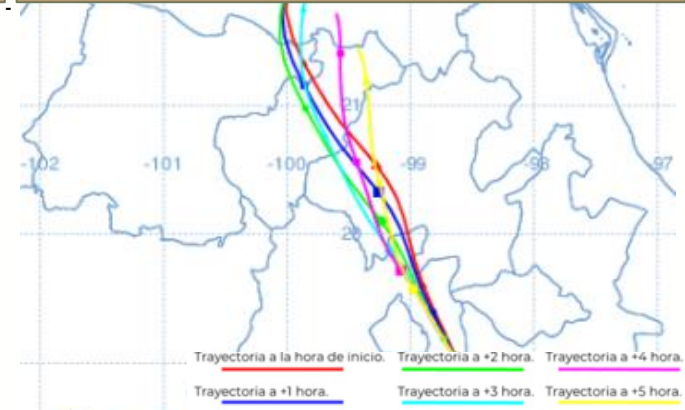 21
-102 -101 -100 -99 -98 -97
20
Trayectoria a la hora de inicio. Trayectoria a +2 hora. Trayectoria a +4 hora.
Trayectoria a +1 hora. Trayectoria a +3 hora. Trayectoria a +5 hora.